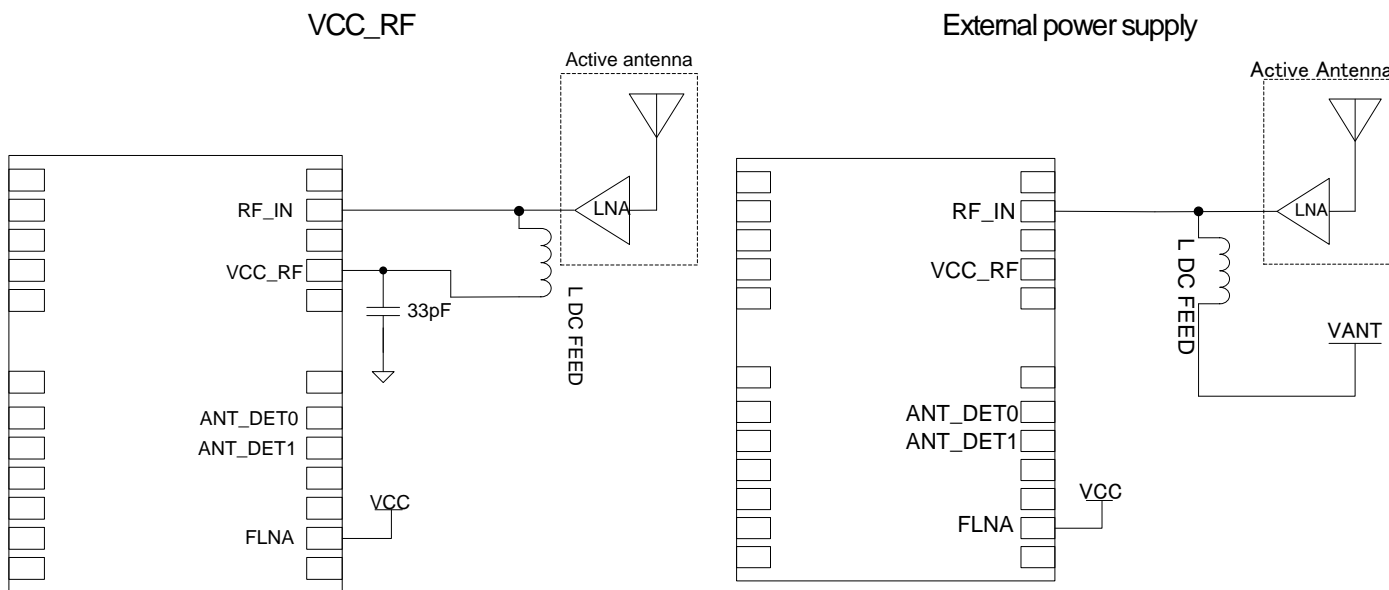 VCC_RF
Active antenna
LNA
RF_IN
VCC_RF
33pF
L DC FEED
ANT_DET0
ANT_DET1
VCC
FLNA
External power supply
Active Antenna
LNA
RF_IN
VCC_RF
L DC FEED
VANT
ANT_DET0
ANT_DET1
VCC
FLNA